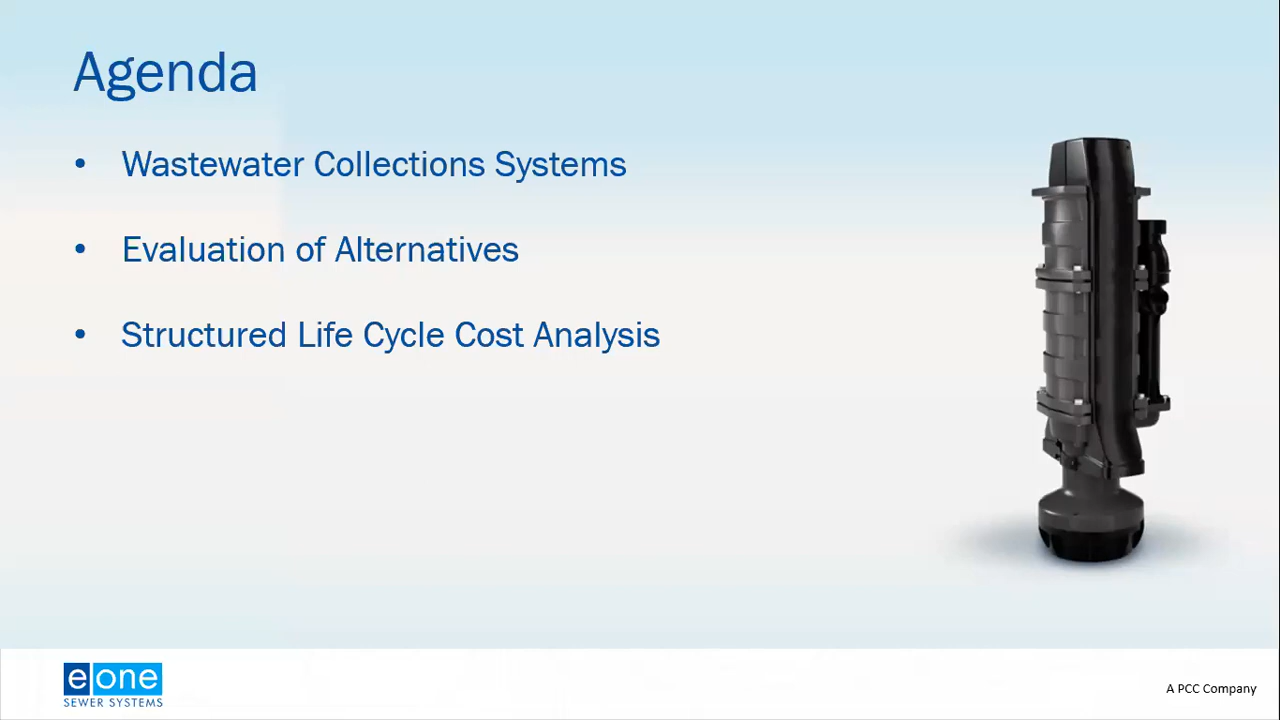 Agenda
• Wastewater Collections Systems
• Evaluation of Alternatives
• Structured Life Cycle Cost Analysis
eone
SEWER SYSTEMS
A PCC Company